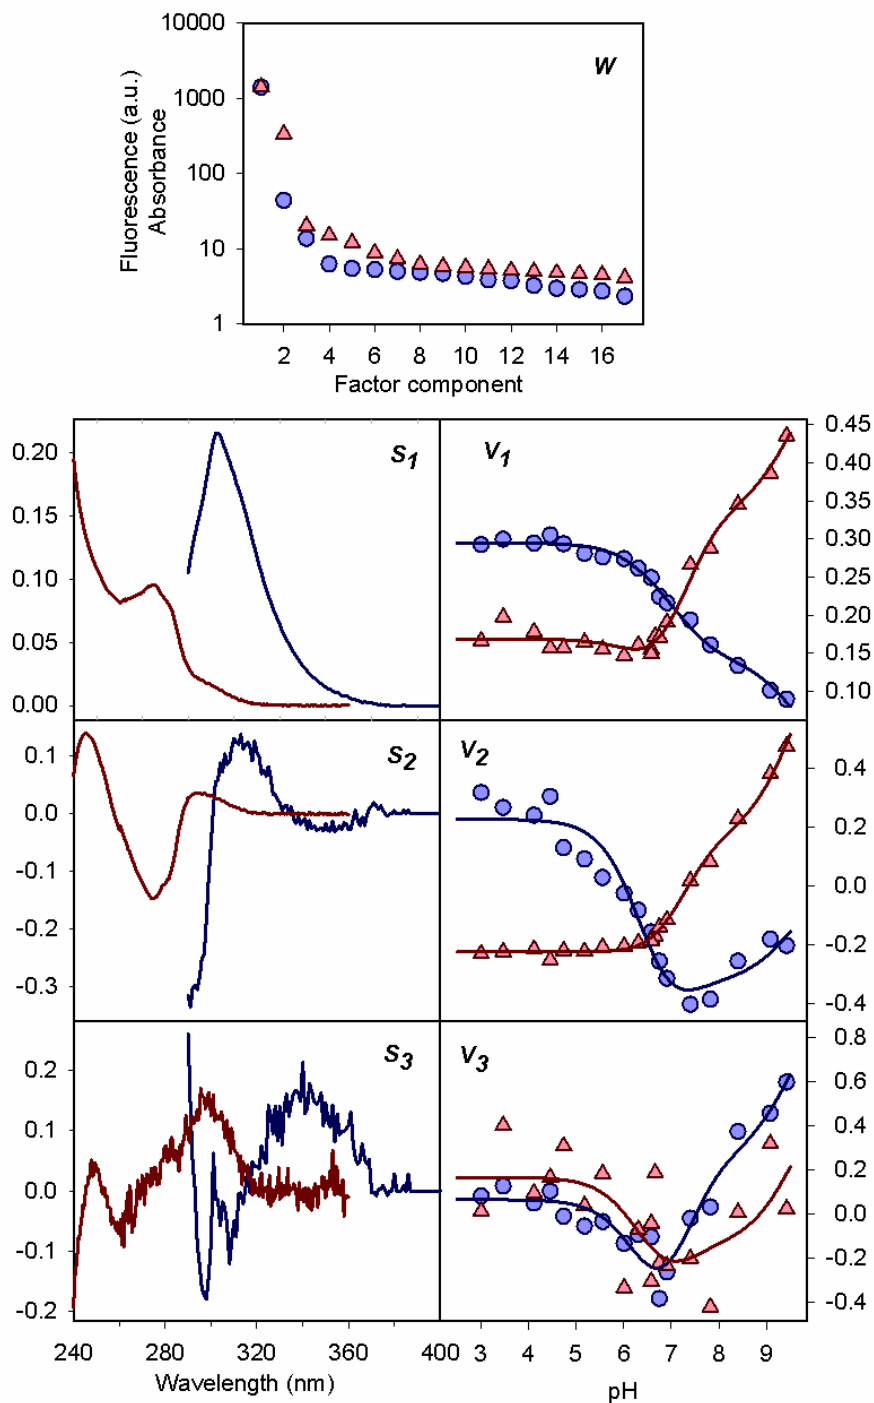 10000
1000
100
10
1
Fluorescence (a.u.)
Absorbance
W
2 4 6 8 10 12 14 16
Factor component
0.20
0.15
0.10
0.05
0.00
S1
V1
0.45
0.40
0.35
0.30
0.25
0.20
0.15
0.10
0.1
0.0
-0.1
-0.2
-0.3
S2
V2
0.4
0.2
0.0
-0.2
-0.4
0.2
0.1
0.0
-0.1
-0.2
S3
V3
0.8
0.6
0.4
0.2
0.0
-0.2
-0.4
240 280 320 360 400
Wavelength (nm)
3 4 5 6 7 8 9
pH